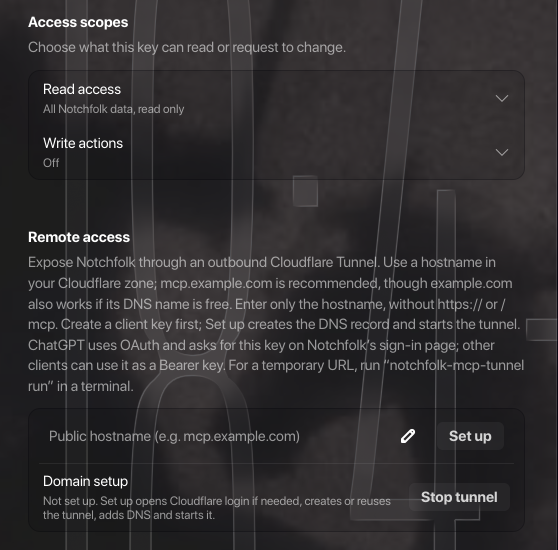 Access scopes
Choose what this key can read or request to change.
Read access
All Notchfolk data, read only
Write actions
Off
Remote access
Expose Notchfolk through an outbound Cloudflare Tunnel. Use a hostname in
your Cloudflare zone; mcp.example.com is recommended, though example.com
also works if its DNS name is free. Enter only the hostname, without https:// or /
mcp. Create a client key first; Set up creates the DNS record and starts the tunnel.
ChatGPT uses OAuth and asks for this key on Notchfolk's sign-in page; other
clients can use it as a Bearer key. For a temporary URL, run “notchfolk-mcp-tunnel
run” in a terminal.
Public hostname (e.g. mcp.example.com)
Set up
Domain setup
Not set up. Set up opens Cloudflare login if needed, creates or reuses
the tunnel, adds DNS and starts it.
Stop tunnel